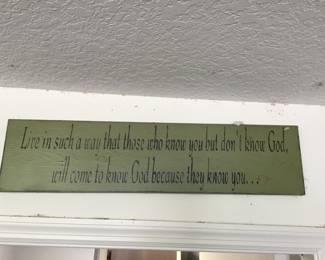 Live in such a way that those who know you but don't know God,
will come to know God because they know you...